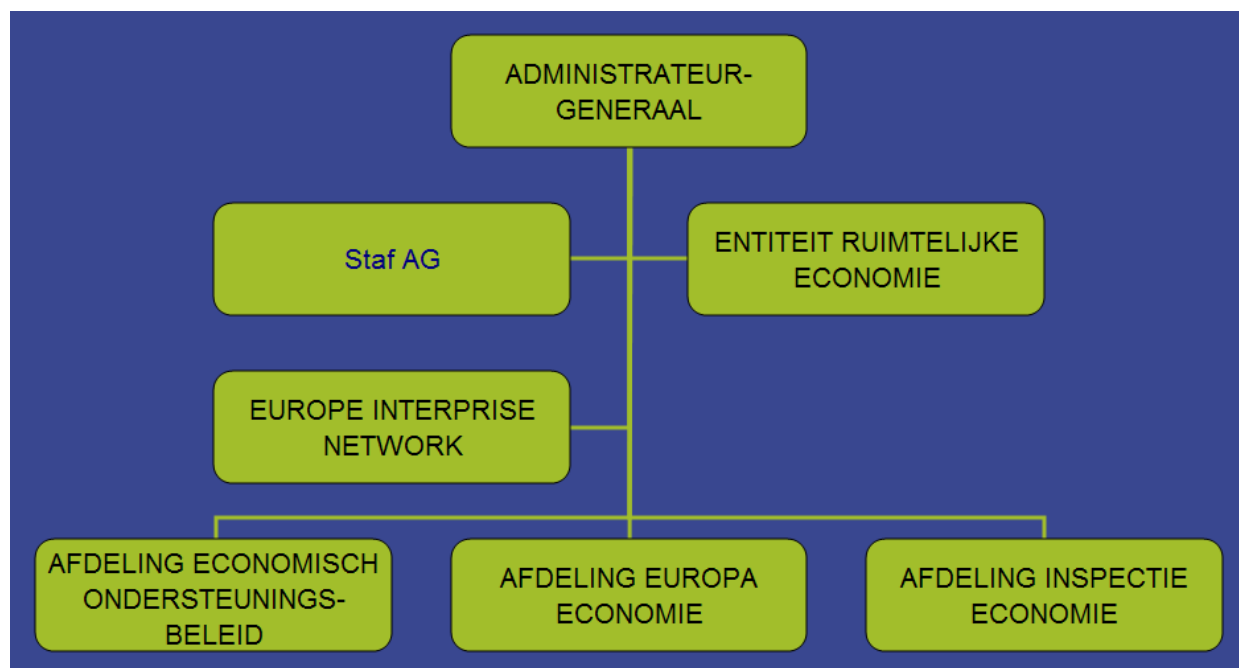 ADMINISTRATEUR-
GENERAAL
Staf AG
ENTITEIT RUIMTELIJKE
ECONOMIE
EUROPE INTERPRISE
NETWORK
AFDELING ECONOMISCH
ONDERSTEUNINGS-
BELEID
AFDELING EUROPA
ECONOMIE
AFDELING INSPECTIE
ECONOMIE